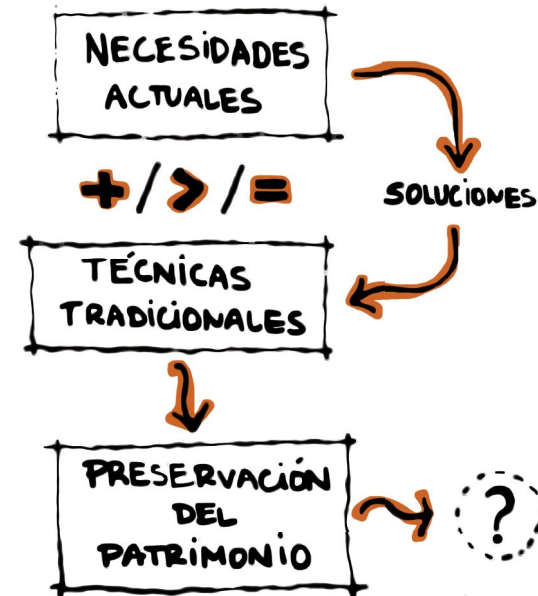 NECESIDADES
ACTUALES
+ / > / =
SOLUCIONES
TÉCNICAS
TRADICIONALES
PRESERVACIÓN
DEL
PATRIMONIO
?